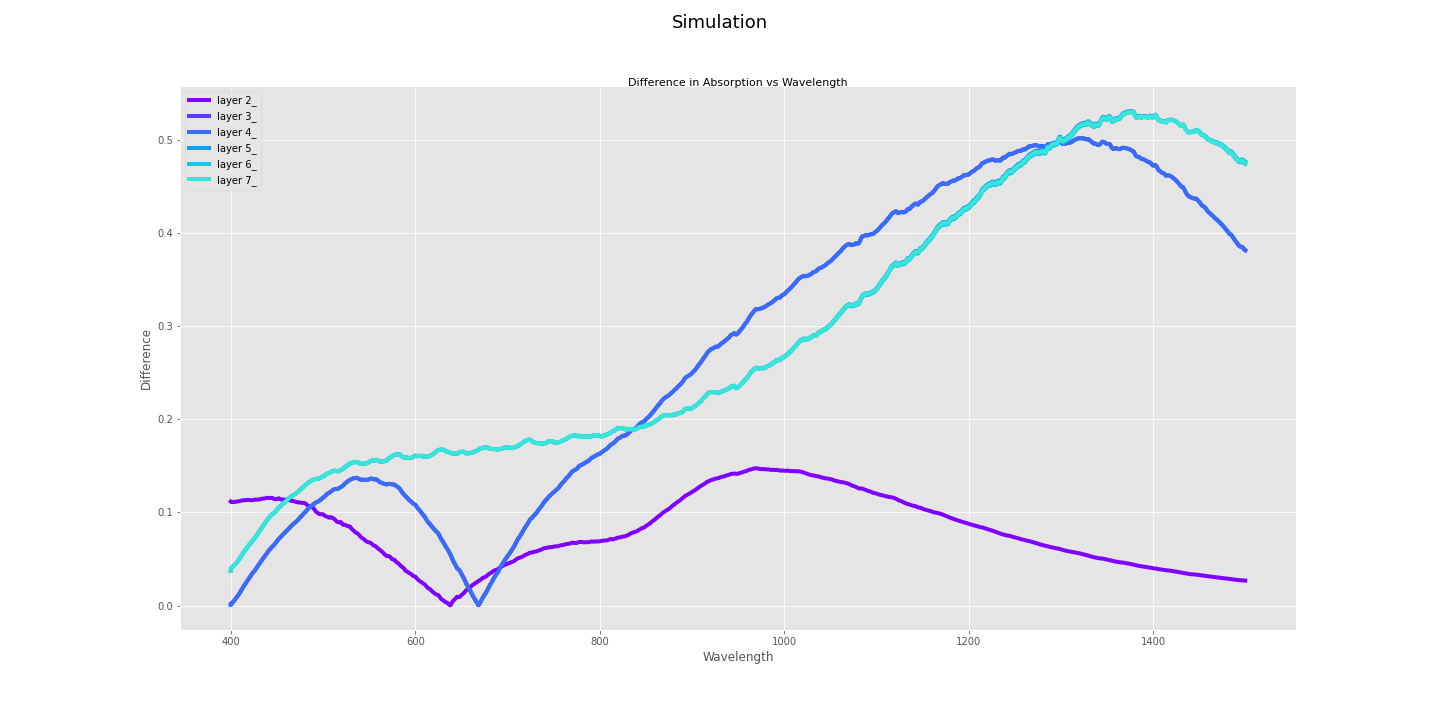 Simulation
Difference in Absorption vs Wavelength
layer 2_
layer 3_
layer 4_
layer 5_
layer 6_
layer 7_
0.5
0.4
0.3
0.2
0.1
0.0
Difference
400 600 800 1000 1200 1400
Wavelength